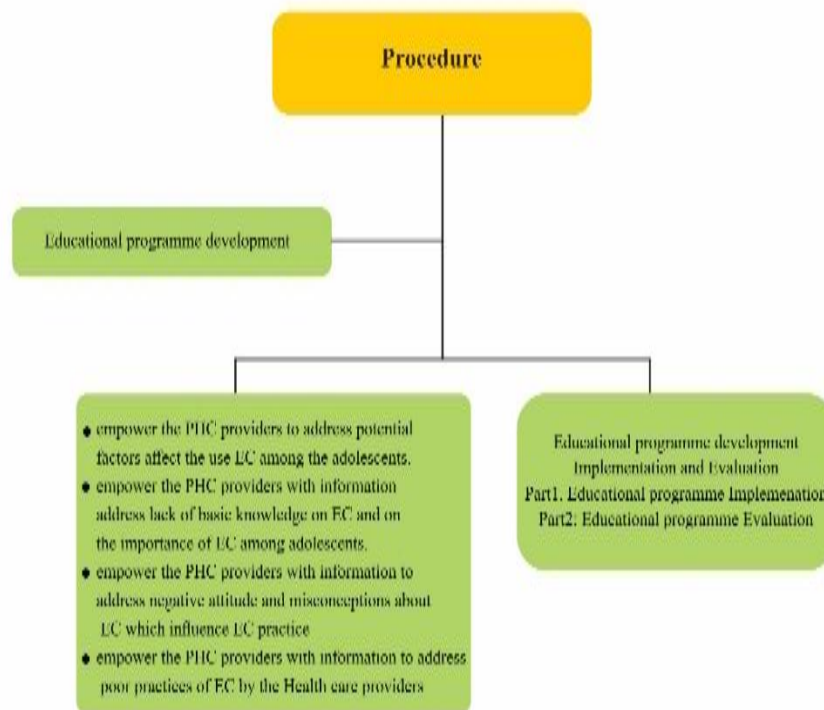 Procedure
Educational programme development
● empower the PHC providers to address potential
factors affect the use EC among the adolescents.
● empower the PHC providers with information
address lack of basic knowledge on EC and on
the importance of EC among adolescents.
● empower the PHC providers with information to
address negative attitude and misconceptions about
EC which influence EC practice
● empower the PHC providers with information to address
poor practices of EC by the Health care providers
Educational programme development
Implementation and Evaluation
Part1. Educational programme Implemenation
Part2: Educational programme Evaluation